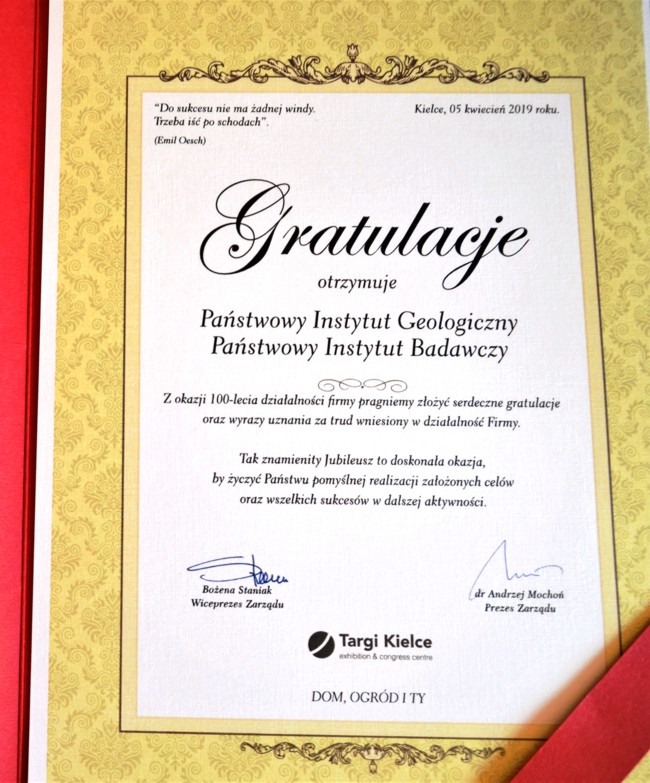 "Do sukcesu nie ma żadnej windy.
Trzeba iść po schodach".
(Emil Oesch)
Kielce, 05 kwiecień 2019 roku.
Gratulacje
otrzymuje
Państwowy Instytut Geologiczny
Państwowy Instytut Badawczy
Z okazji 100-lecia działalności firmy pragniemy złożyć serdeczne gratulacje
oraz wyrazy uznania za trud wniesiony w działalność Firmy.
Tak znamienity Jubileusz to doskonała okazja,
by życzyć Państwu pomyślnej realizacji założonych celów
oraz wszelkich sukcesów w dalszej aktywności.
Bożena Staniak
Wiceprezes Zarządu
dr Andrzej Mochoń
Prezes Zarządu
Targi Kielce
exhibition & congress centre
DOM, OGRÓD I TY